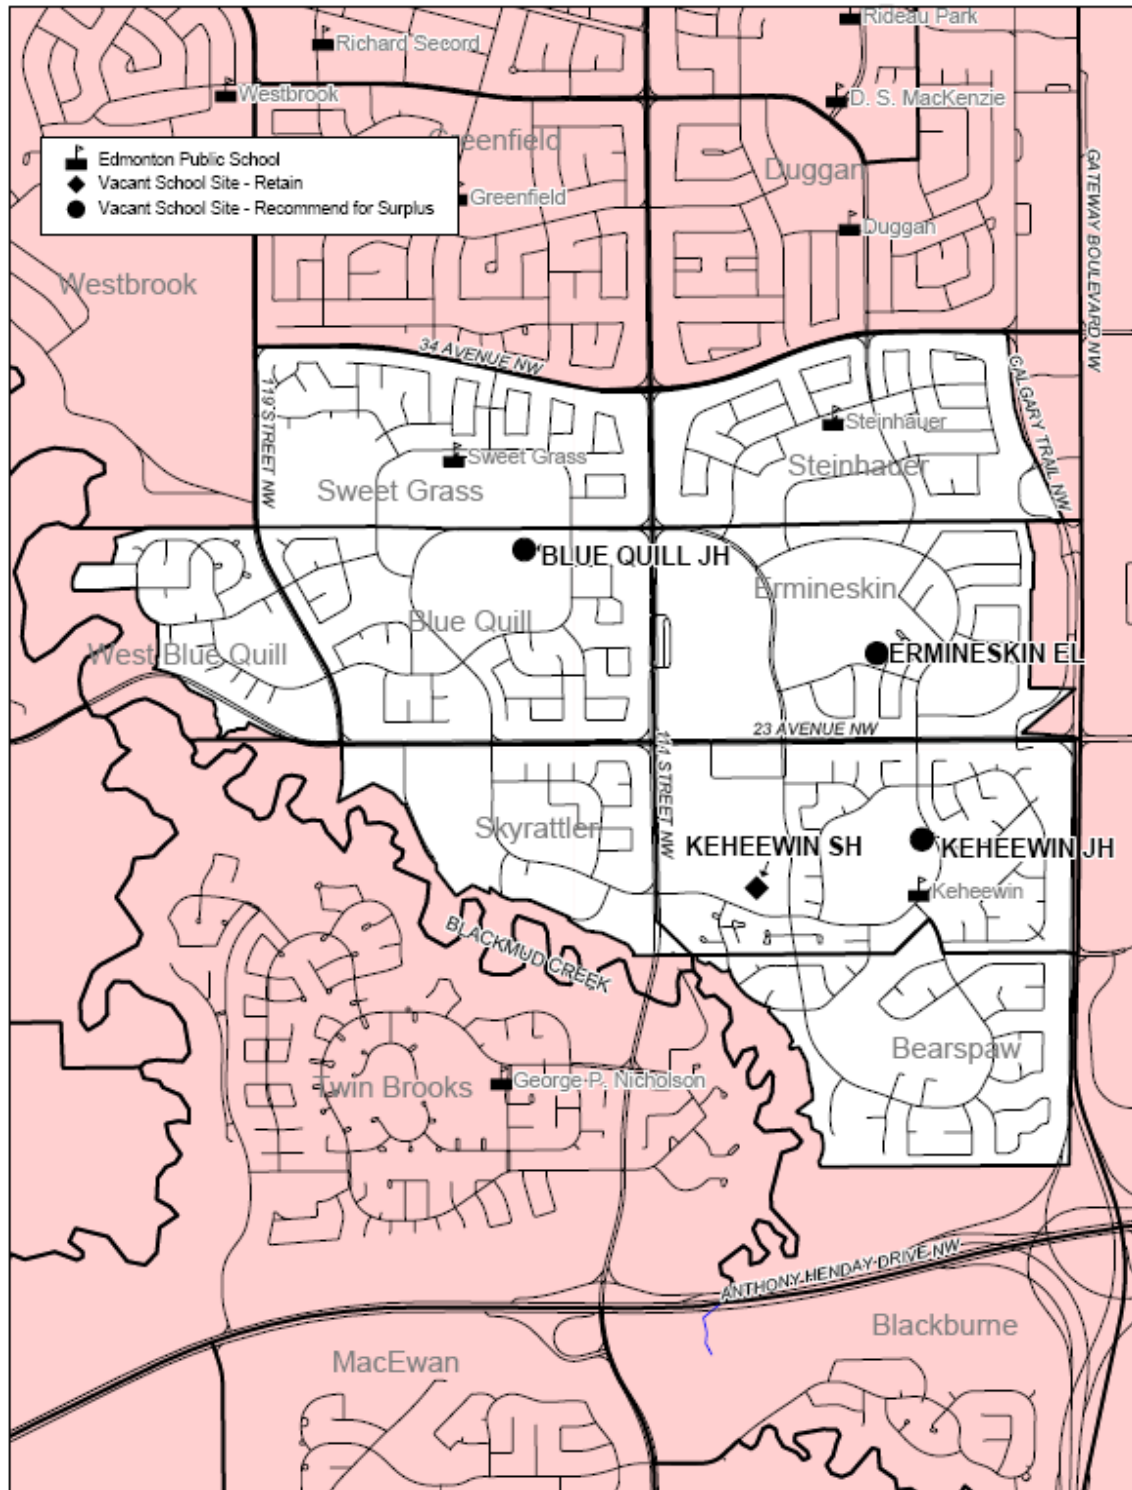 Rideau Park
Richard Secord
Westbrook
D. S. MacKenzie
Greenfield
Duggan
Edmonton Public School
Vacant School Site - Retain
Vacant School Site - Recommend for Surplus
Greenfield
Duggan
GATEWAY BOULEVARD NW
Westbrook
34 AVENUE NW
119 STREET NW
CALGARY TRAIL NW
Steinhauer
Sweet Grass
Steinhauer
Sweet Grass
BLUE QUILL JH
Ermineskin
Blue Quill
West Blue Quill
ERMINESKIN EL
23 AVENUE NW
111 STREET NW
Skyrattler
KEHEEWIN SH
KEHEEWIN JH
Keheewin
BLACKMUD CREEK
Bearspaw
Twin Brooks
George P. Nicholson
ANTHONY HENDAY DRIVE NW
Blackburne
MacEwan